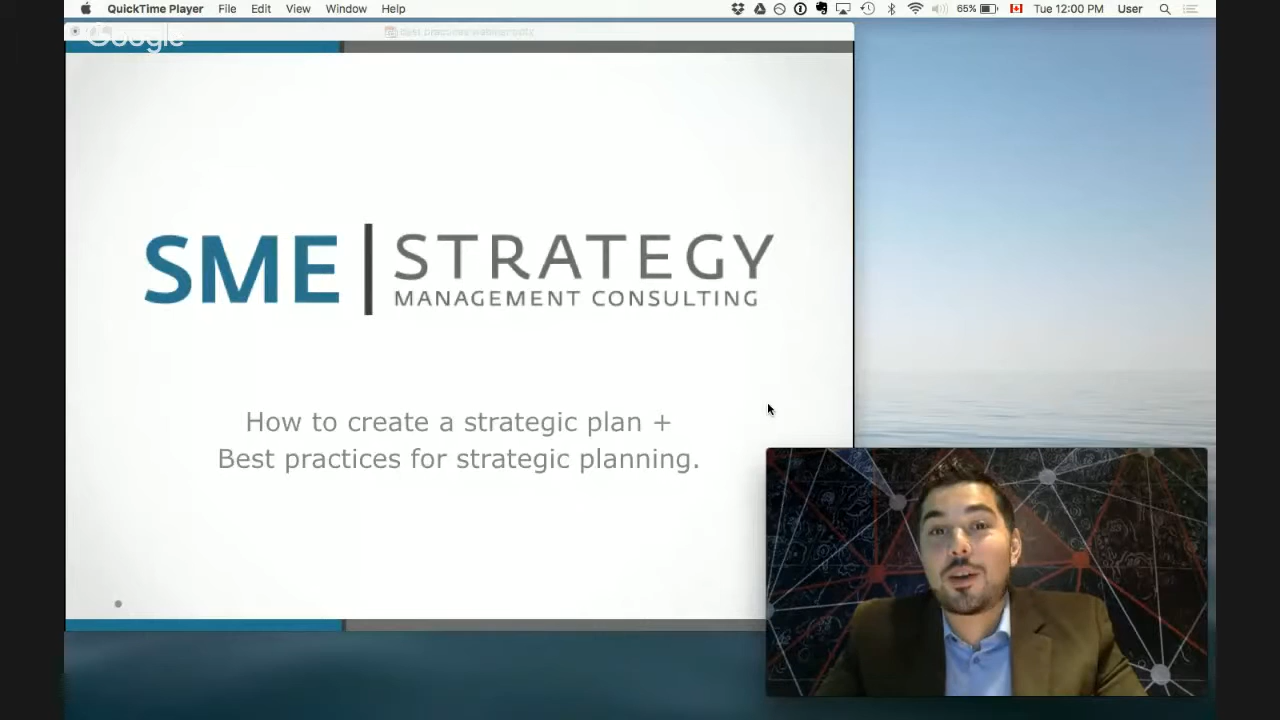 QuickTime Player File Edit View Window Help 65% Tue 12:00 PM User
Google
SME STRATEGY
MANAGEMENT CONSULTING
How to create a strategic plan +
Best practices for strategic planning.